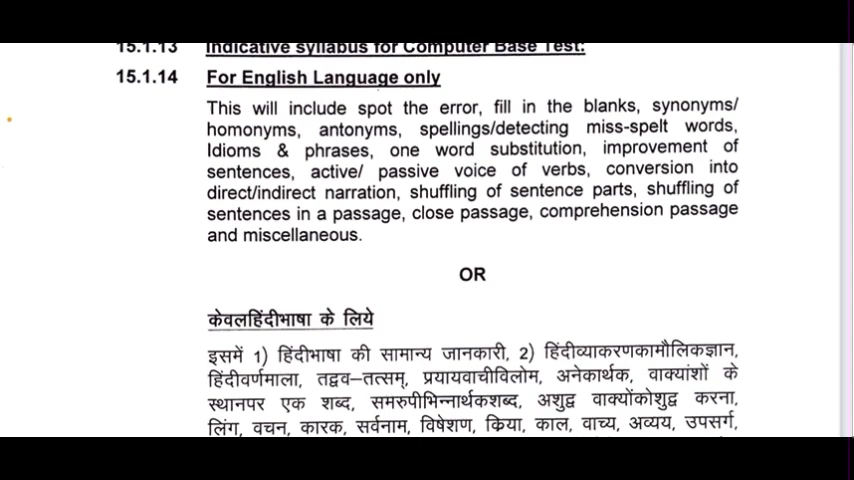 15.1.13 Indicative syllabus for Computer Base Test:
15.1.14 For English Language only
This will include spot the error, fill in the blanks, synonyms/
homonyms, antonyms, spellings/detecting miss-spelt words,
Idioms & phrases, one word substitution, improvement of
sentences, active/ passive voice of verbs, conversion into
direct/indirect narration, shuffling of sentence parts, shuffling of
sentences in a passage, close passage, comprehension passage
and miscellaneous.
OR
केवलहिंदीभाषा के लिये
इसमें 1) हिंदीभाषा की सामान्य जानकारी, 2) हिंदीव्याकरणकामौलिकज्ञान,
हिंदीवर्णमाला, तद्वव–तत्सम्, प्रयायवाचीविलोम, अनेकार्थक, वाक्यांशों के
स्थानपर एक शब्द, समरुपीभिन्नार्थकशब्द, अशुद्व वाक्योंकोशुद्व करना,
लिंग, वचन, कारक, सर्वनाम, विषेशण, क्रिया, काल, वाच्य, अव्यय, उपसर्ग,